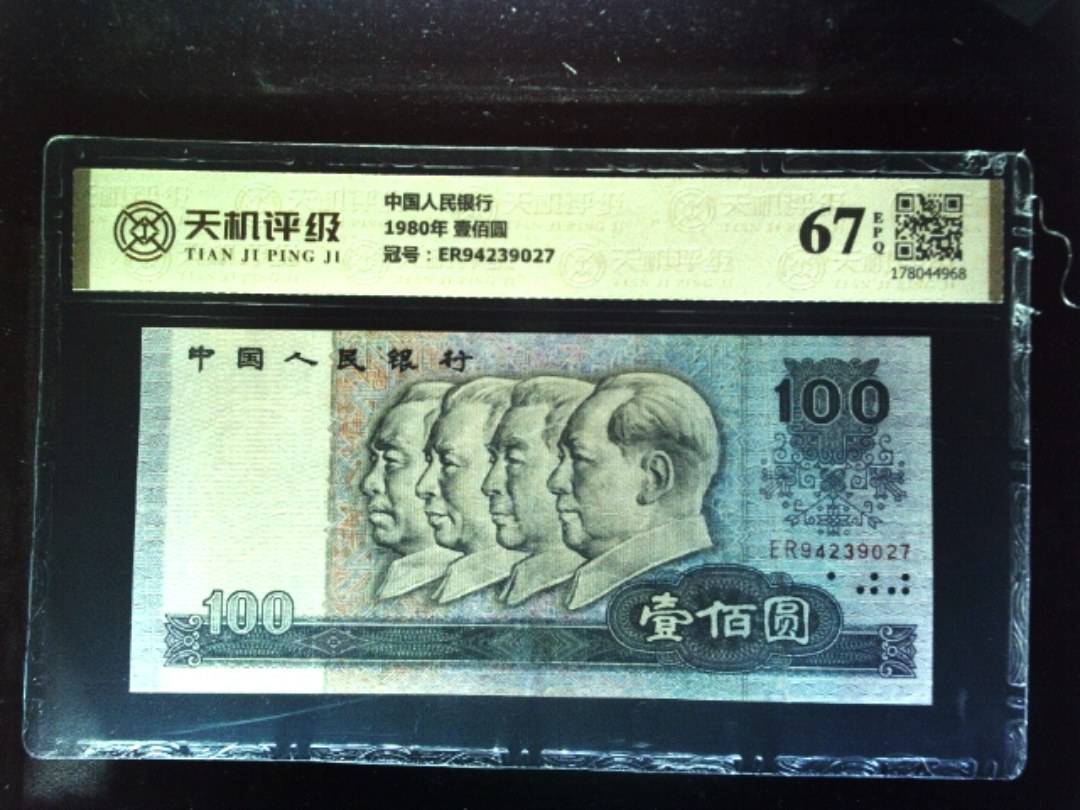 天机评级
TIAN JI PING JI
中国人民银行
1980年 壹佰圆
冠号：ER94239027
67
EPQ
178044968
中国人民银行
100
ER94239027
100
壹佰圆